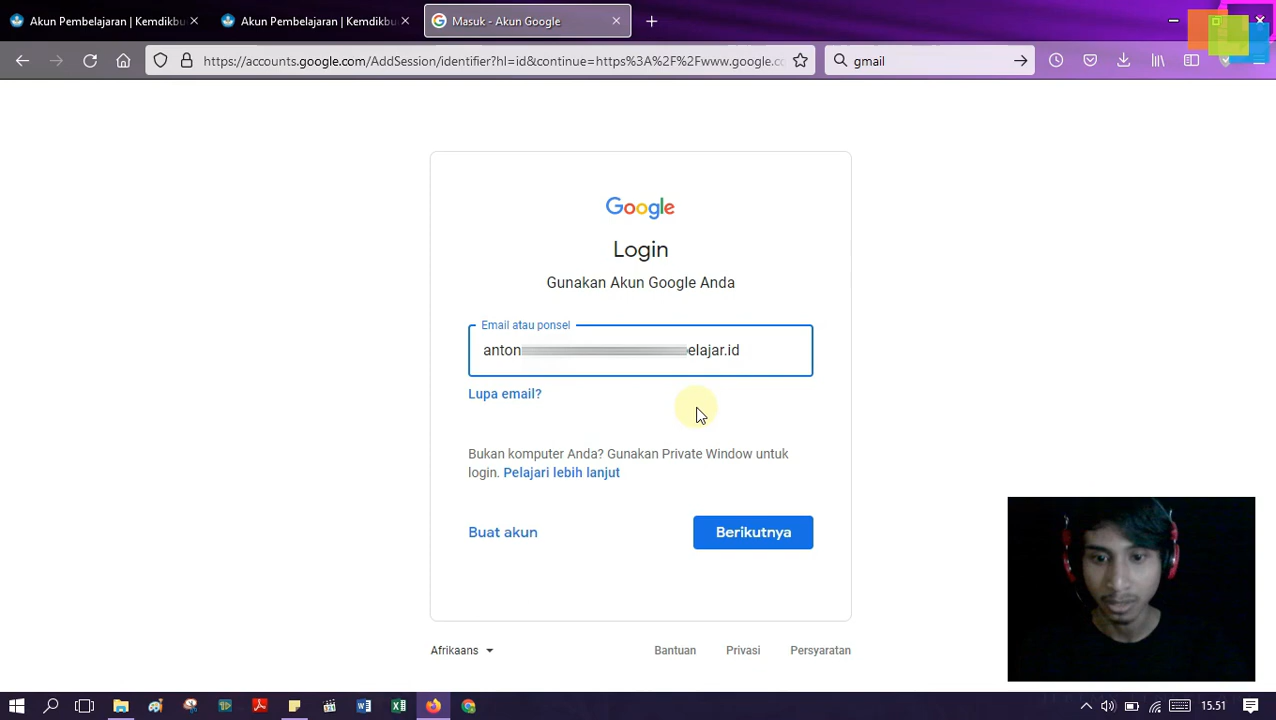 Akun Pembelajaran | Kemdikbu
Akun Pembelajaran | Kemdikbu
Masuk - Akun Google
https://accounts.google.com/AddSession/identifier?hl=id&continue=https%3A%2F%2Fwww.google.co
gmail
Google
Login
Gunakan Akun Google Anda
Email atau ponsel
anton elajar.id
Lupa email?
Bukan komputer Anda? Gunakan Private Window untuk
login. Pelajari lebih lanjut
Buat akun
Berikutnya
Afrikaans
Bantuan
Privasi
Persyaratan
15.51